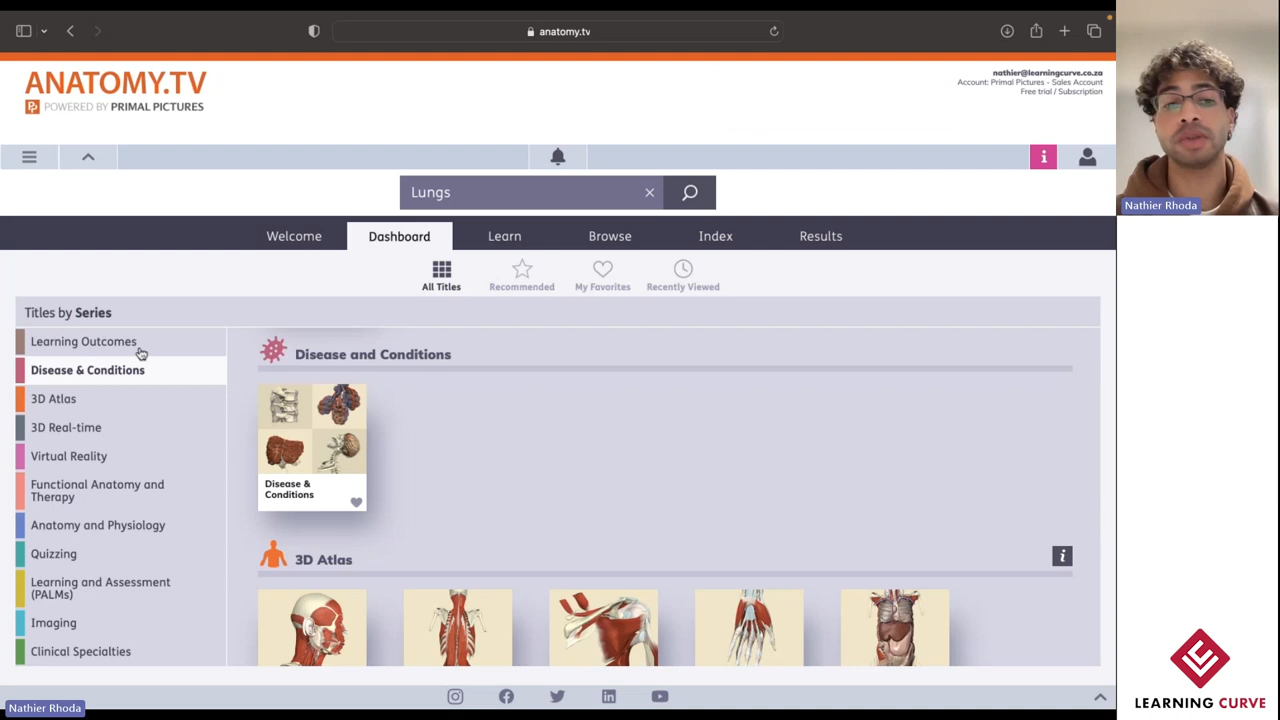 anatomy.tv
ANATOMY.TV
PP POWERED BY PRIMAL PICTURES
nathier@learningcurve.co.za
Account: Primal Pictures - Sales Account
Free trial / Subscription
Nathier Rhoda
i
Lungs
Welcome
Dashboard
Learn
Browse
Index
Results
All Titles
Recommended
My Favorites
Recently Viewed
Titles by Series
Learning Outcomes
Disease & Conditions
3D Atlas
3D Real-time
Virtual Reality
Functional Anatomy and
Therapy
Anatomy and Physiology
Quizzing
Learning and Assessment
(PALMs)
Imaging
Clinical Specialties
Disease and Conditions
Disease &
Conditions
3D Atlas
i
Nathier Rhoda
LEARNING CURVE